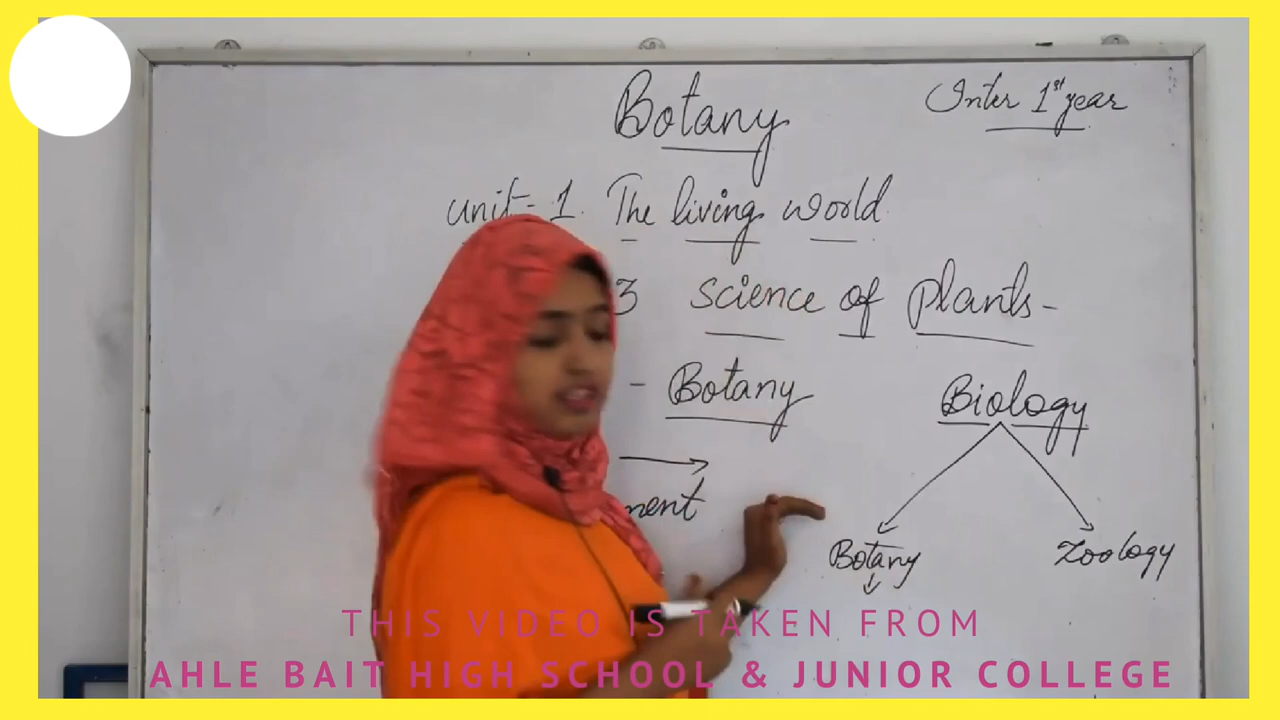 Botany
Inter 1st year
unit - 1. The living world
3 science of plants-
- Botany
Biology
Botany
Zoology
THIS VIDEO IS TAKEN FROM
AHLE BAIT HIGH SCHOOL & JUNIOR COLLEGE